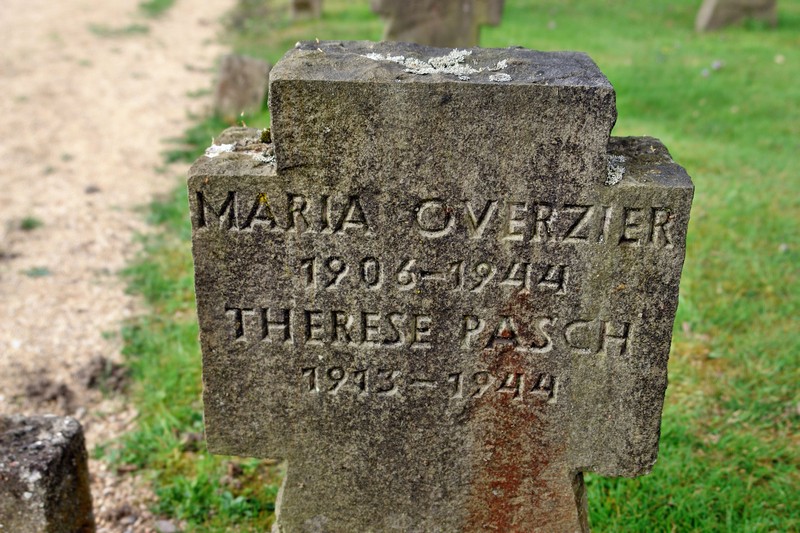 MARIA OVERZIER
1906-1944
THERESE PASCH
1913-1944